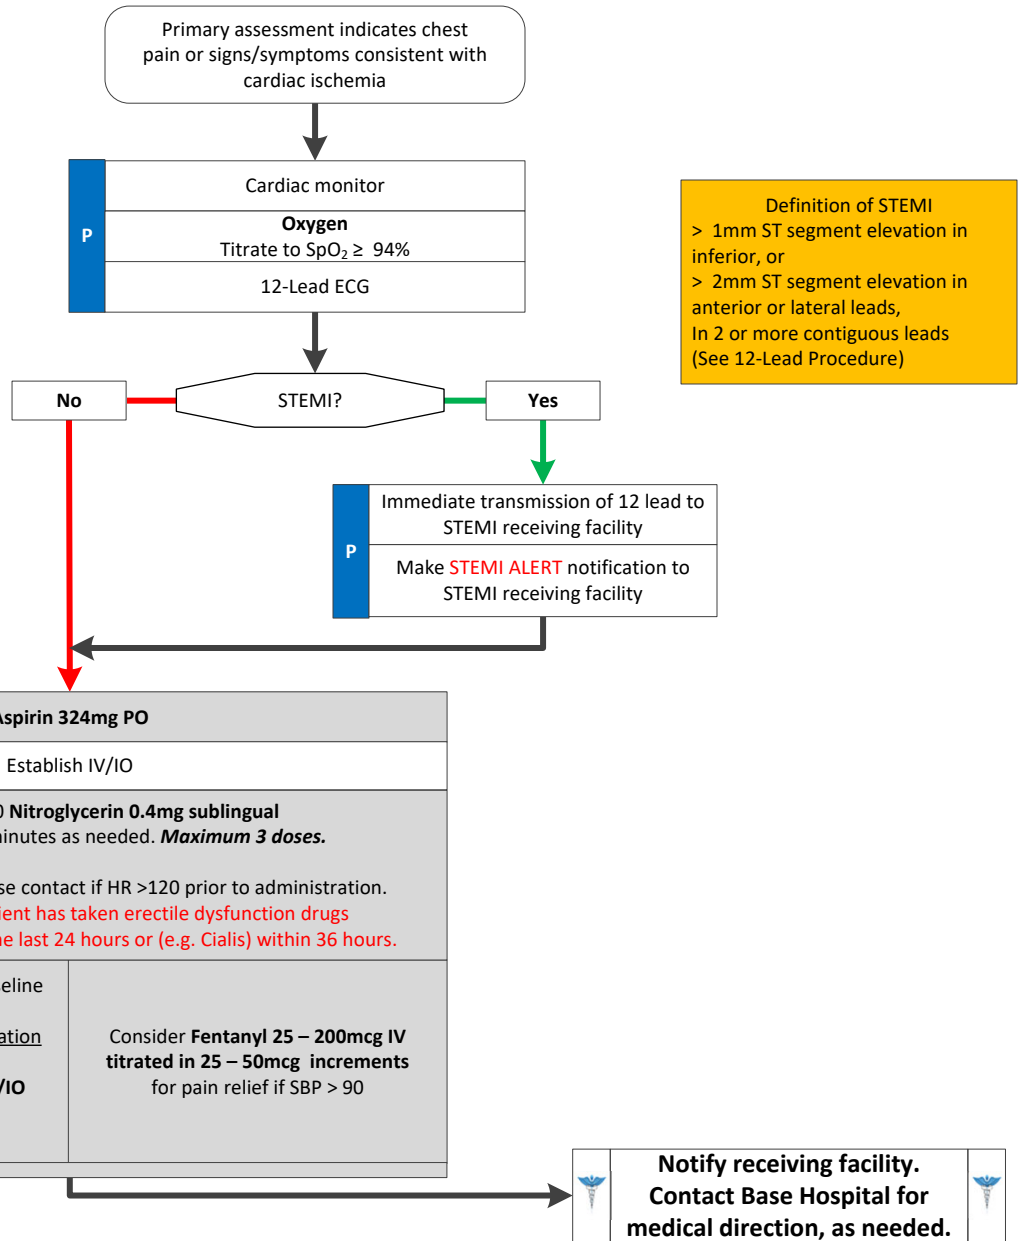 Primary assessment indicates chest
pain or signs/symptoms consistent with
cardiac ischemia
P
Cardiac monitor
Oxygen
Titrate to SpO₂ ≥ 94%
12-Lead ECG
Definition of STEMI
> 1mm ST segment elevation in
inferior, or
> 2mm ST segment elevation in
anterior or lateral leads,
In 2 or more contiguous leads
(See 12-Lead Procedure)
No
STEMI?
Yes
P
Immediate transmission of 12 lead to
STEMI receiving facility
Make STEMI ALERT notification to
STEMI receiving facility
Aspirin 324mg PO
Establish IV/IO
Nitroglycerin 0.4mg sublingual
minutes as needed. Maximum 3 doses.
contact if HR >120 prior to administration.
has taken erectile dysfunction drugs
last 24 hours or (e.g. Cialis) within 36 hours.
Consider Fentanyl 25 – 200mcg IV
titrated in 25 – 50mcg increments
for pain relief if SBP > 90
Notify receiving facility.
Contact Base Hospital for
medical direction, as needed.